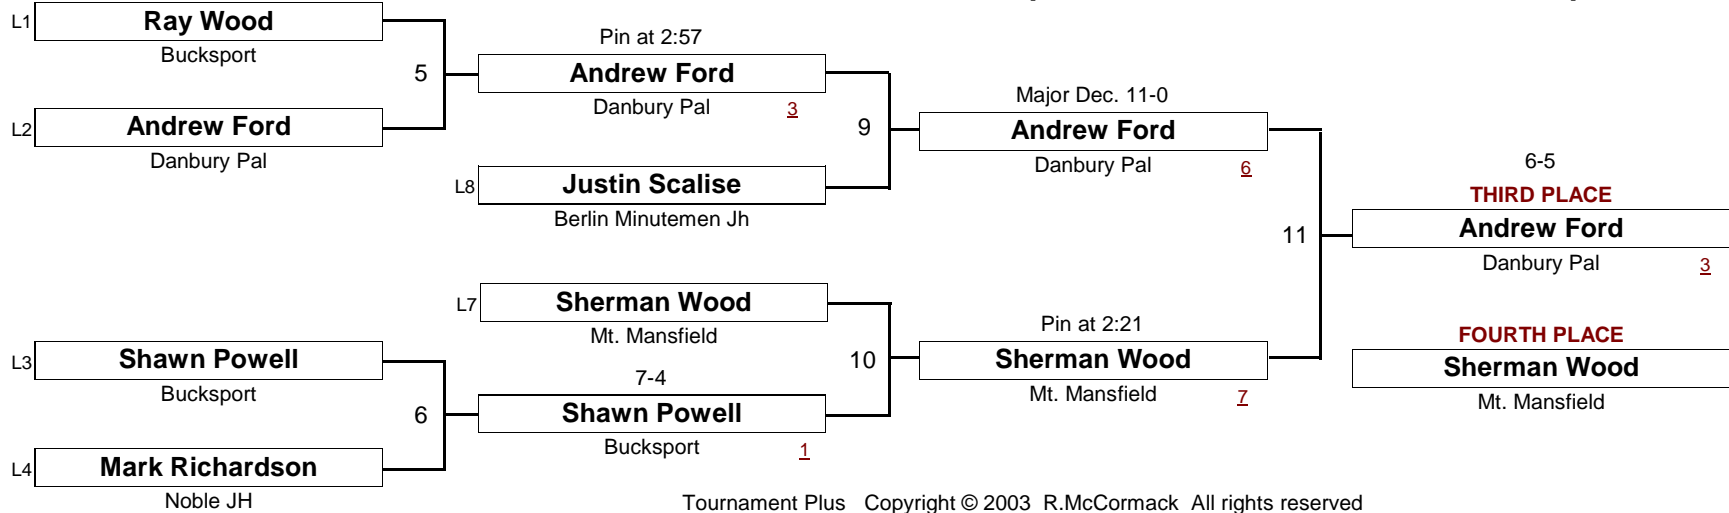 L1
Ray Wood
Bucksport
5
L2
Andrew Ford
Danbury Pal
Pin at 2:57
Andrew Ford
Danbury Pal
3
9
L8
Justin Scalise
Berlin Minutemen Jh
Major Dec. 11-0
Andrew Ford
Danbury Pal
6
11
6-5
THIRD PLACE
Andrew Ford
Danbury Pal
3
L7
Sherman Wood
Mt. Mansfield
10
Pin at 2:21
Sherman Wood
Mt. Mansfield
7
FOURTH PLACE
Sherman Wood
Mt. Mansfield
L3
Shawn Powell
Bucksport
6
7-4
Shawn Powell
Bucksport
1
L4
Mark Richardson
Noble JH
Tournament Plus Copyright © 2003 R.McCormack All rights reserved